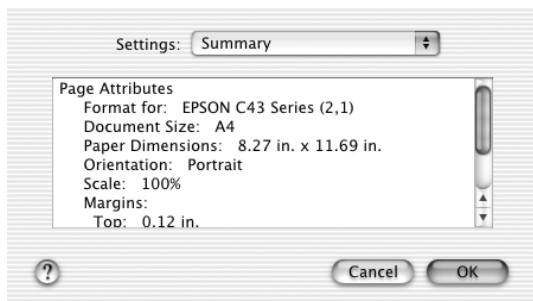 Settings: Summary
Page Attributes
Format for: EPSON C43 Series (2,1)
Document Size: A4
Paper Dimensions: 8.27 in. x 11.69 in.
Orientation: Portrait
Scale: 100%
Margins:
Top: 0.12 in.
? Cancel OK